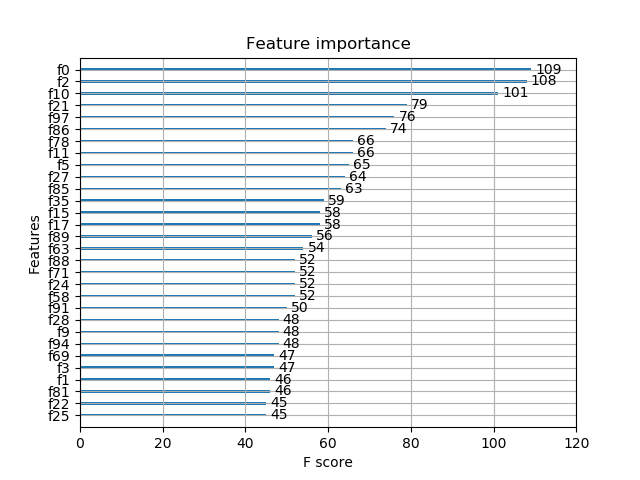 Feature importance
f0 109
f2 108
f10 101
f21 79
f97 76
f86 74
f78 66
f11 66
f5 65
f27 64
f85 63
f35 59
f15 58
f17 58
f89 56
f63 54
f88 52
f71 52
f24 52
f58 52
f91 50
f28 48
f9 48
f94 48
f69 47
f3 47
f1 46
f81 46
f22 45
f25 45
Features
0 20 40 60 80 100 120
F score